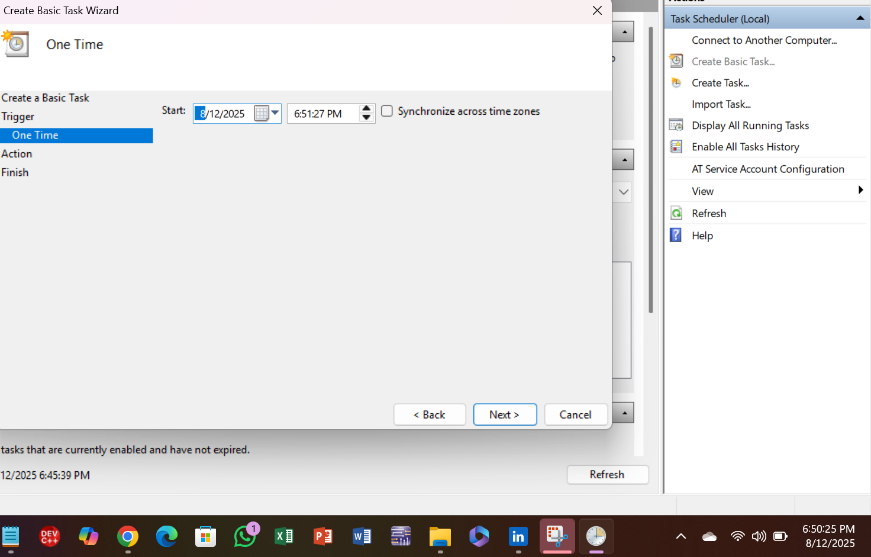 Create Basic Task Wizard
One Time
Create a Basic Task
Trigger
One Time
Action
Finish
Start: 8/12/2025 6:51:27 PM Synchronize across time zones
< Back Next > Cancel
tasks that are currently enabled and have not expired.
12/2025 6:45:39 PM
Refresh
Task Scheduler (Local)
Connect to Another Computer...
Create Basic Task...
Create Task...
Import Task...
Display All Running Tasks
Enable All Tasks History
AT Service Account Configuration
View
Refresh
Help
DEV
C++
1
6:50:25 PM
8/12/2025